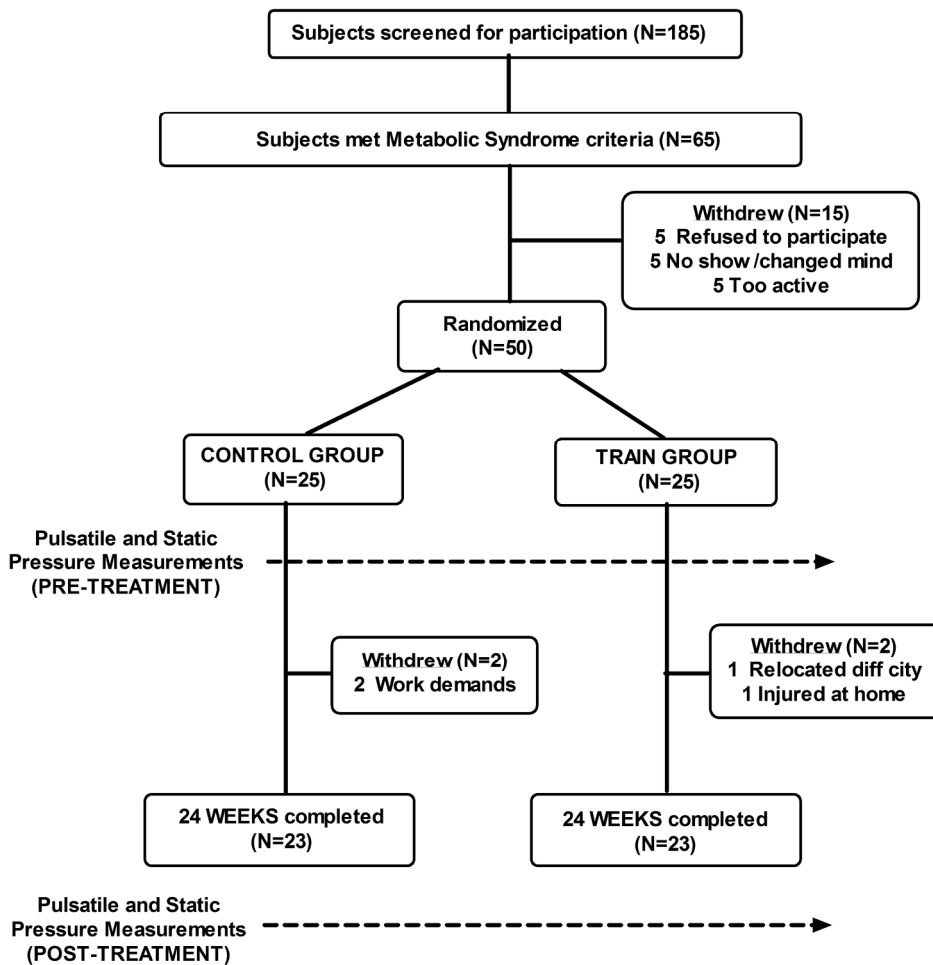 Subjects screened for participation (N=185)
Subjects met Metabolic Syndrome criteria (N=65)
Withdrew (N=15)
5 Refused to participate
5 No show/changed mind
5 Too active
Randomized
(N=50)
CONTROL GROUP
(N=25)
TRAIN GROUP
(N=25)
Pulsatile and Static
Pressure Measurements
(PRE-TREATMENT)
Withdrew (N=2)
2 Work demands
Withdrew (N=2)
1 Relocated diff city
1 Injured at home
24 WEEKS completed
(N=23)
24 WEEKS completed
(N=23)
Pulsatile and Static
Pressure Measurements
(POST-TREATMENT)